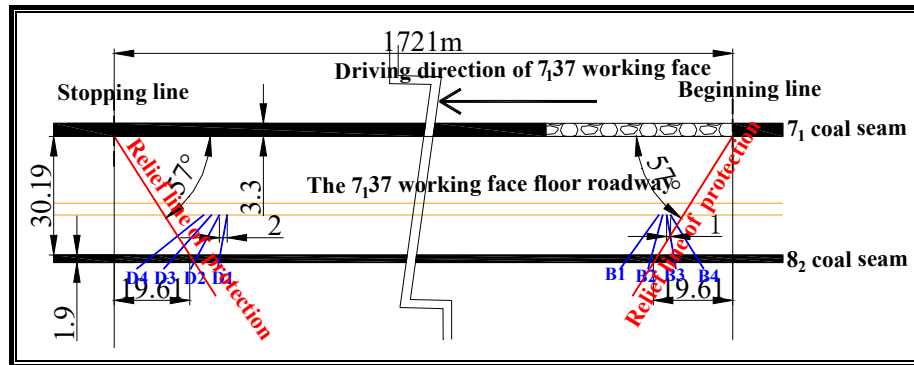 1721m
Driving direction of 7₁37 working face
Stopping line
Beginning line
7₁ coal seam
57°
57°
Relief line of protection
Relief line of protection
The 7₁37 working face floor roadway
30.19
3.3
2
1
8₂ coal seam
D4 D3 D2 D1
B1 B2 B3 B4
19.61
19.61
1.9